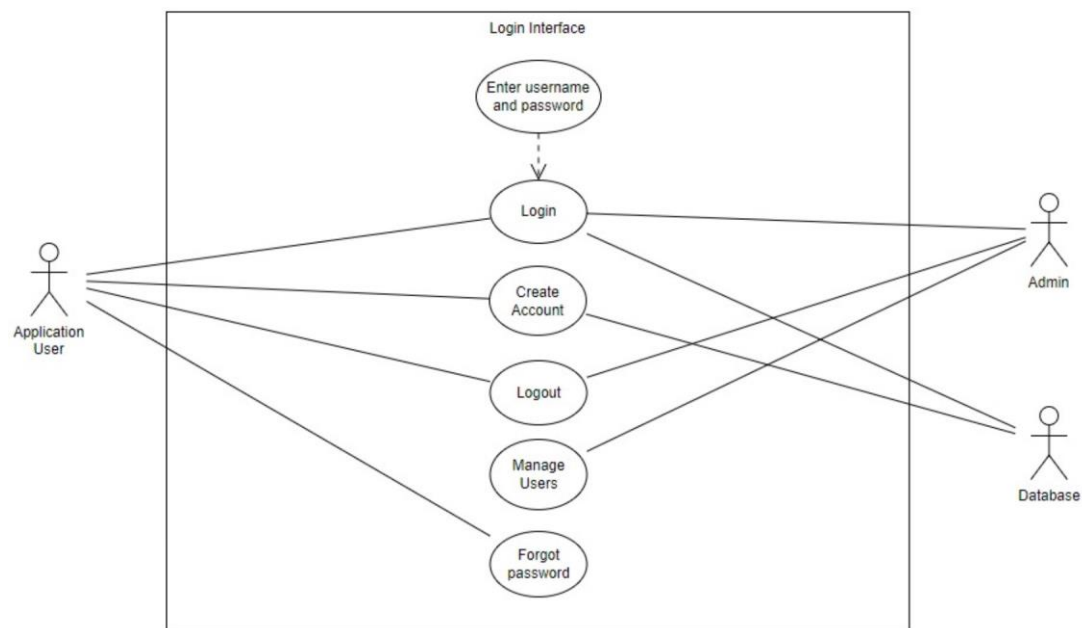 Login Interface
Enter username
and password
Login
Create
Account
Logout
Manage
Users
Forgot
password
Application
User
Admin
Database